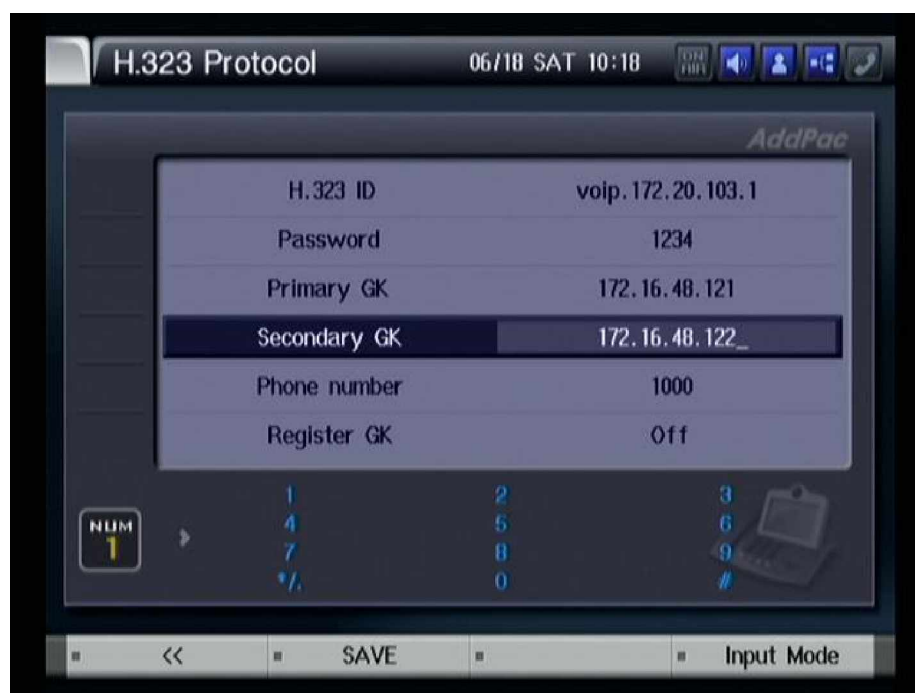 H.323 Protocol 06/18 SAT 10:18
AddPac
H.323 ID voip.172.20.103.1
Password 1234
Primary GK 172.16.48.121
Secondary GK 172.16.48.122_
Phone number 1000
Register GK Off
1 2 3
NUM 4 5 6
1 7 8 9
*/. 0 #
<< SAVE Input Mode